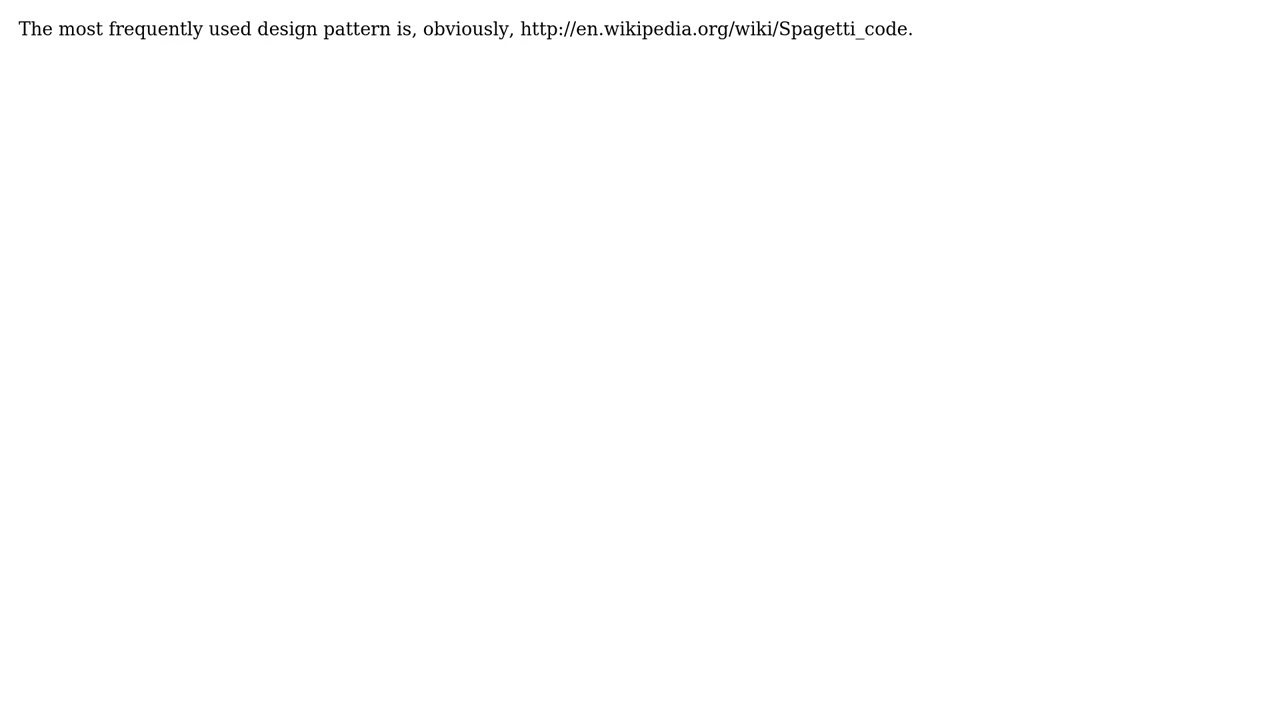 The most frequently used design pattern is, obviously, http://en.wikipedia.org/wiki/Spagetti_code.